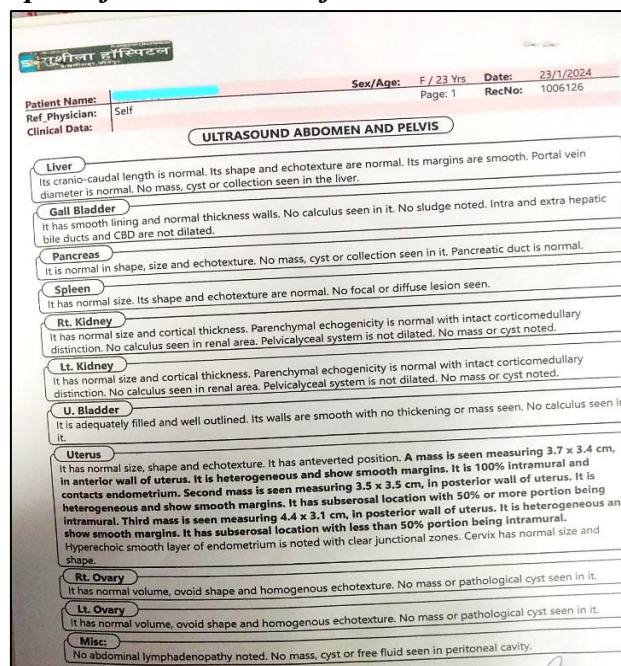 सुशीला हॉस्पिटल
Sex/Age: F / 23 Yrs Date: 23/1/2024
Patient Name: Page: 1 RecNo: 1006126
Ref_Physician: Self
Clinical Data:
ULTRASOUND ABDOMEN AND PELVIS
Liver
Its cranio-caudal length is normal. Its shape and echotexture are normal. Its margins are smooth. Portal vein
diameter is normal. No mass, cyst or collection seen in the liver.
Gall Bladder
It has smooth lining and normal thickness walls. No calculus seen in it. No sludge noted. Intra and extra hepatic
bile ducts and CBD are not dilated.
Pancreas
It is normal in shape, size and echotexture. No mass, cyst or collection seen in it. Pancreatic duct is normal.
Spleen
It has normal size. Its shape and echotexture are normal. No focal or diffuse lesion seen.
Rt. Kidney
It has normal size and cortical thickness. Parenchymal echogenicity is normal with intact corticomedullary
distinction. No calculus seen in renal area. Pelvicalyceal system is not dilated. No mass or cyst noted.
Lt. Kidney
It has normal size and cortical thickness. Parenchymal echogenicity is normal with intact corticomedullary
distinction. No calculus seen in renal area. Pelvicalyceal system is not dilated. No mass or cyst noted.
U. Bladder
It is adequately filled and well outlined. Its walls are smooth with no thickening or mass seen. No calculus seen in
it.
Uterus
It has normal size, shape and echotexture. It has anteverted position. A mass is seen measuring 3.7 x 3.4 cm,
in anterior wall of uterus. It is heterogeneous and show smooth margins. It is 100% intramural and
contacts endometrium. Second mass is seen measuring 3.5 x 3.5 cm, in posterior wall of uterus. It is
heterogeneous and show smooth margins. It has subserosal location with 50% or more portion being
intramural. Third mass is seen measuring 4.4 x 3.1 cm, in posterior wall of uterus. It is heterogeneous an
show smooth margins. It has subserosal location with less than 50% portion being intramural.
Hyperechoic smooth layer of endometrium is noted with clear junctional zones. Cervix has normal size and
shape.
Rt. Ovary
It has normal volume, ovoid shape and homogenous echotexture. No mass or pathological cyst seen in it.
Lt. Ovary
It has normal volume, ovoid shape and homogenous echotexture. No mass or pathological cyst seen in it.
Misc:
No abdominal lymphadenopathy noted. No mass, cyst or free fluid seen in peritoneal cavity.